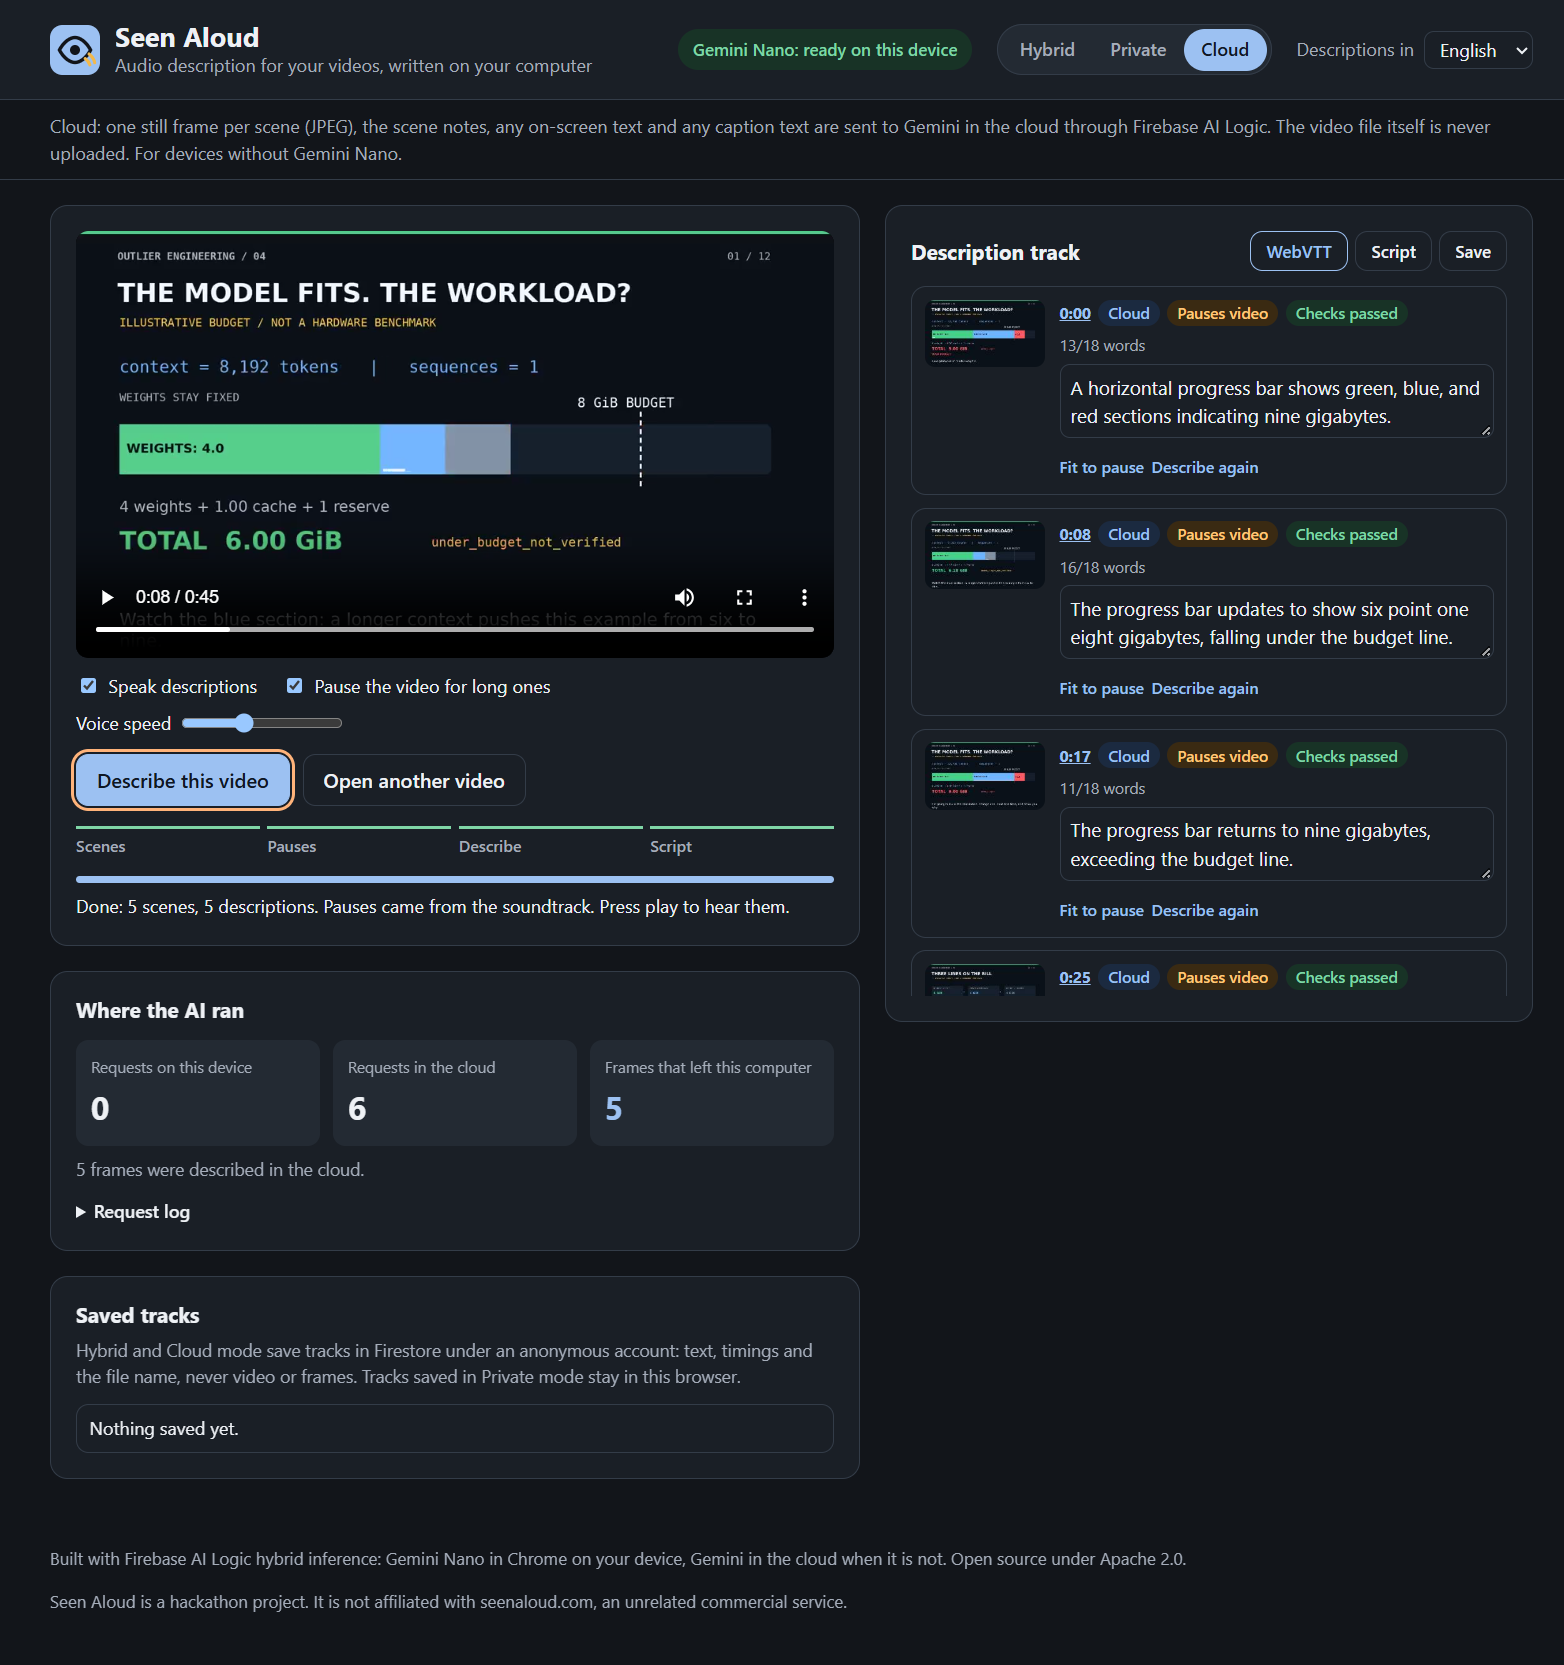 Seen Aloud
Audio description for your videos, written on your computer
Gemini Nano: ready on this device
Hybrid
Private
Cloud
Descriptions in
English
Cloud: one still frame per scene (JPEG), the scene notes, any on-screen text and any caption text are sent to Gemini in the cloud through Firebase AI Logic. The video file itself is never
uploaded. For devices without Gemini Nano.
OUTLIER ENGINEERING / 04
01 / 12
THE MODEL FITS. THE WORKLOAD?
ILLUSTRATIVE BUDGET / NOT A HARDWARE BENCHMARK
context = 8,192 tokens | sequences = 1
WEIGHTS STAY FIXED
8 GiB BUDGET
WEIGHTS: 4.0
4 weights + 1.00 cache + 1 reserve
TOTAL 6.00 GiB
under_budget_not_verified
0:08 / 0:45
Watch the blue section: a longer context pushes this example from six to
Speak descriptions
Pause the video for long ones
Voice speed
Describe this video
Open another video
Scenes
Pauses
Describe
Script
Done: 5 scenes, 5 descriptions. Pauses came from the soundtrack. Press play to hear them.
Where the AI ran
Requests on this device
0
Requests in the cloud
6
Frames that left this computer
5
5 frames were described in the cloud.
Request log
Saved tracks
Hybrid and Cloud mode save tracks in Firestore under an anonymous account: text, timings and
the file name, never video or frames. Tracks saved in Private mode stay in this browser.
Nothing saved yet.
Description track
WebVTT
Script
Save
0:00 Cloud Pauses video Checks passed
13/18 words
A horizontal progress bar shows green, blue, and
red sections indicating nine gigabytes.
Fit to pause Describe again
0:08 Cloud Pauses video Checks passed
16/18 words
The progress bar updates to show six point one
eight gigabytes, falling under the budget line.
Fit to pause Describe again
0:17 Cloud Pauses video Checks passed
11/18 words
The progress bar returns to nine gigabytes,
exceeding the budget line.
Fit to pause Describe again
THREE LINES ON THE BILL
0:25 Cloud Pauses video Checks passed
Built with Firebase AI Logic hybrid inference: Gemini Nano in Chrome on your device, Gemini in the cloud when it is not. Open source under Apache 2.0.
Seen Aloud is a hackathon project. It is not affiliated with seenaloud.com, an unrelated commercial service.